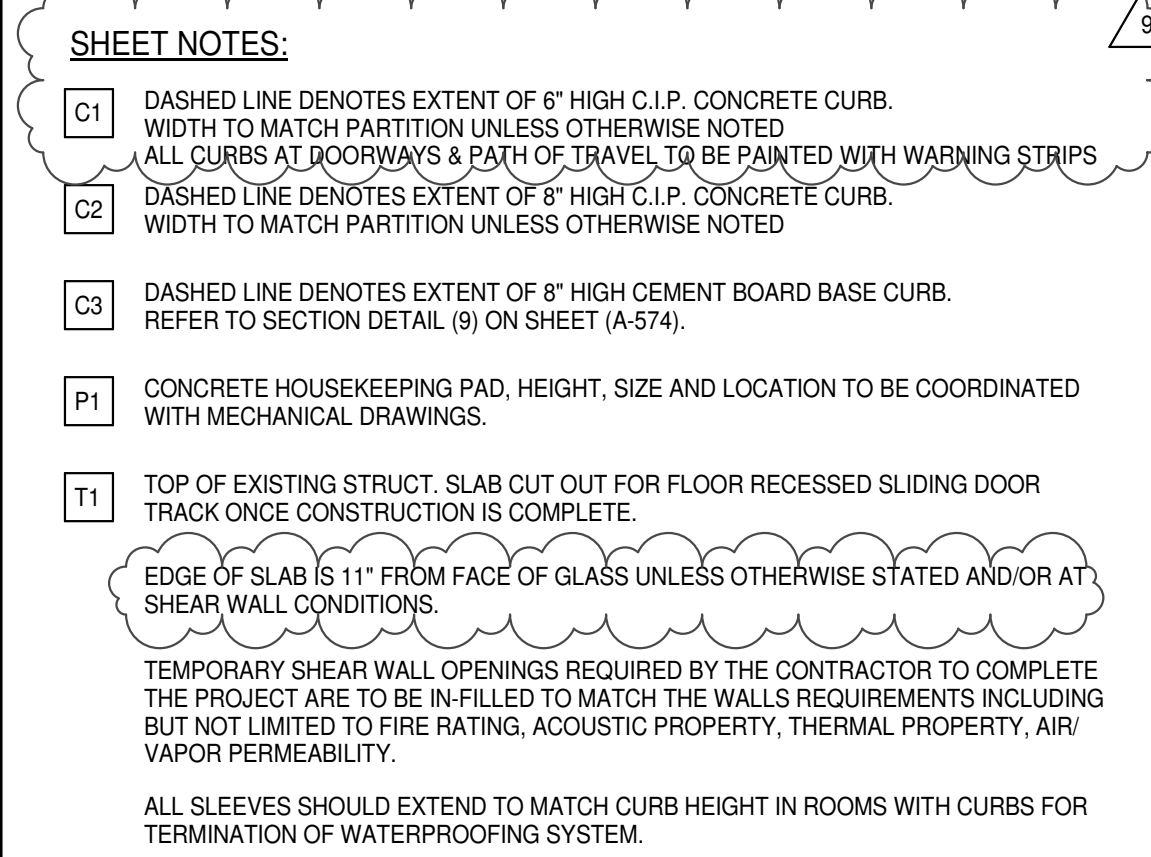 9
SHEET NOTES:
C1
DASHED LINE DENOTES EXTENT OF 6" HIGH C.I.P. CONCRETE CURB.
WIDTH TO MATCH PARTITION UNLESS OTHERWISE NOTED
ALL CURBS AT DOORWAYS & PATH OF TRAVEL TO BE PAINTED WITH WARNING STRIPS
C2
DASHED LINE DENOTES EXTENT OF 8" HIGH C.I.P. CONCRETE CURB.
WIDTH TO MATCH PARTITION UNLESS OTHERWISE NOTED
C3
DASHED LINE DENOTES EXTENT OF 8" HIGH CEMENT BOARD BASE CURB.
REFER TO SECTION DETAIL (9) ON SHEET (A-574).
P1
CONCRETE HOUSEKEEPING PAD, HEIGHT, SIZE AND LOCATION TO BE COORDINATED
WITH MECHANICAL DRAWINGS.
T1
TOP OF EXISTING STRUCT. SLAB CUT OUT FOR FLOOR RECESSED SLIDING DOOR
TRACK ONCE CONSTRUCTION IS COMPLETE.
EDGE OF SLAB IS 11" FROM FACE OF GLASS UNLESS OTHERWISE STATED AND/OR AT
SHEAR WALL CONDITIONS.
TEMPORARY SHEAR WALL OPENINGS REQUIRED BY THE CONTRACTOR TO COMPLETE
THE PROJECT ARE TO BE IN-FILLED TO MATCH THE WALLS REQUIREMENTS INCLUDING
BUT NOT LIMITED TO FIRE RATING, ACOUSTIC PROPERTY, THERMAL PROPERTY, AIR/
VAPOR PERMEABILITY.
ALL SLEEVES SHOULD EXTEND TO MATCH CURB HEIGHT IN ROOMS WITH CURBS FOR
TERMINATION OF WATERPROOFING SYSTEM.